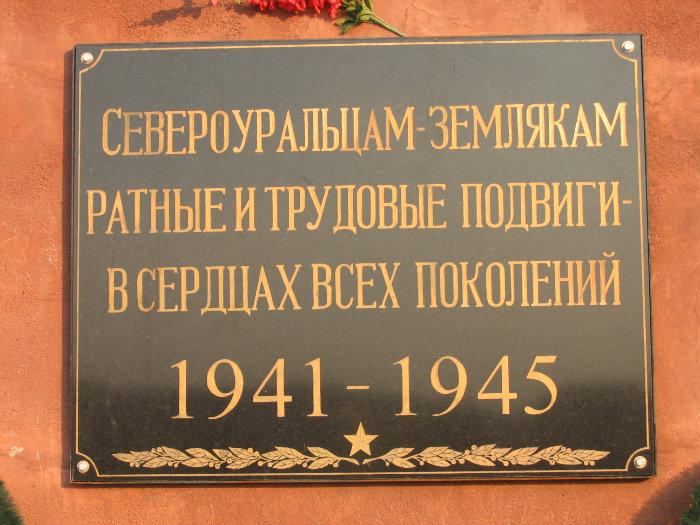 СЕВЕРОУРАЛЬЦАМ-ЗЕМЛЯКАМ
РАТНЫЕ И ТРУДОВЫЕ ПОДВИГИ-
В СЕРДЦАХ ВСЕХ ПОКОЛЕНИЙ
1941-1945